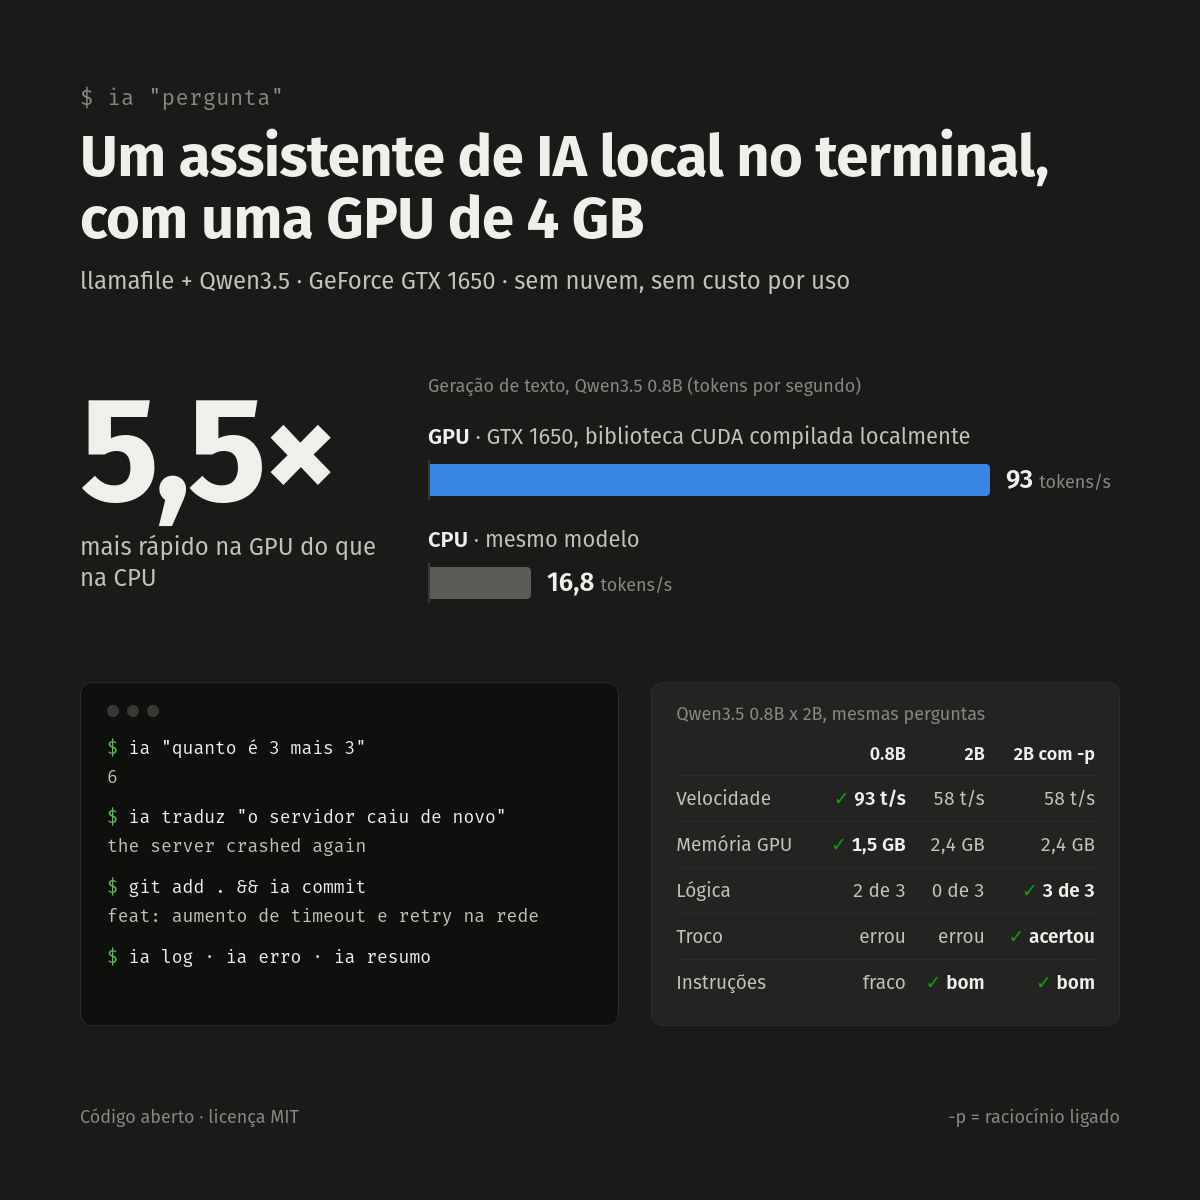 $ ia "pergunta"
Um assistente de IA local no terminal,
com uma GPU de 4 GB
llamafile + Qwen3.5 · GeForce GTX 1650 · sem nuvem, sem custo por uso
5,5×
mais rápido na GPU do que
na CPU
Geração de texto, Qwen3.5 0.8B (tokens por segundo)
GPU · GTX 1650, biblioteca CUDA compilada localmente
93 tokens/s
CPU · mesmo modelo
16,8 tokens/s
$ ia "quanto é 3 mais 3"
6
$ ia traduz "o servidor caiu de novo"
the server crashed again
$ git add . && ia commit
feat: aumento de timeout e retry na rede
$ ia log · ia erro · ia resumo
Qwen3.5 0.8B x 2B, mesmas perguntas
0.8B 2B 2B com -p
Velocidade ✓ 93 t/s 58 t/s 58 t/s
Memória GPU ✓ 1,5 GB 2,4 GB 2,4 GB
Lógica 2 de 3 0 de 3 ✓ 3 de 3
Troco errou errou ✓ acertou
Instruções fraco ✓ bom ✓ bom
Código aberto · licença MIT
-p = raciocínio ligado